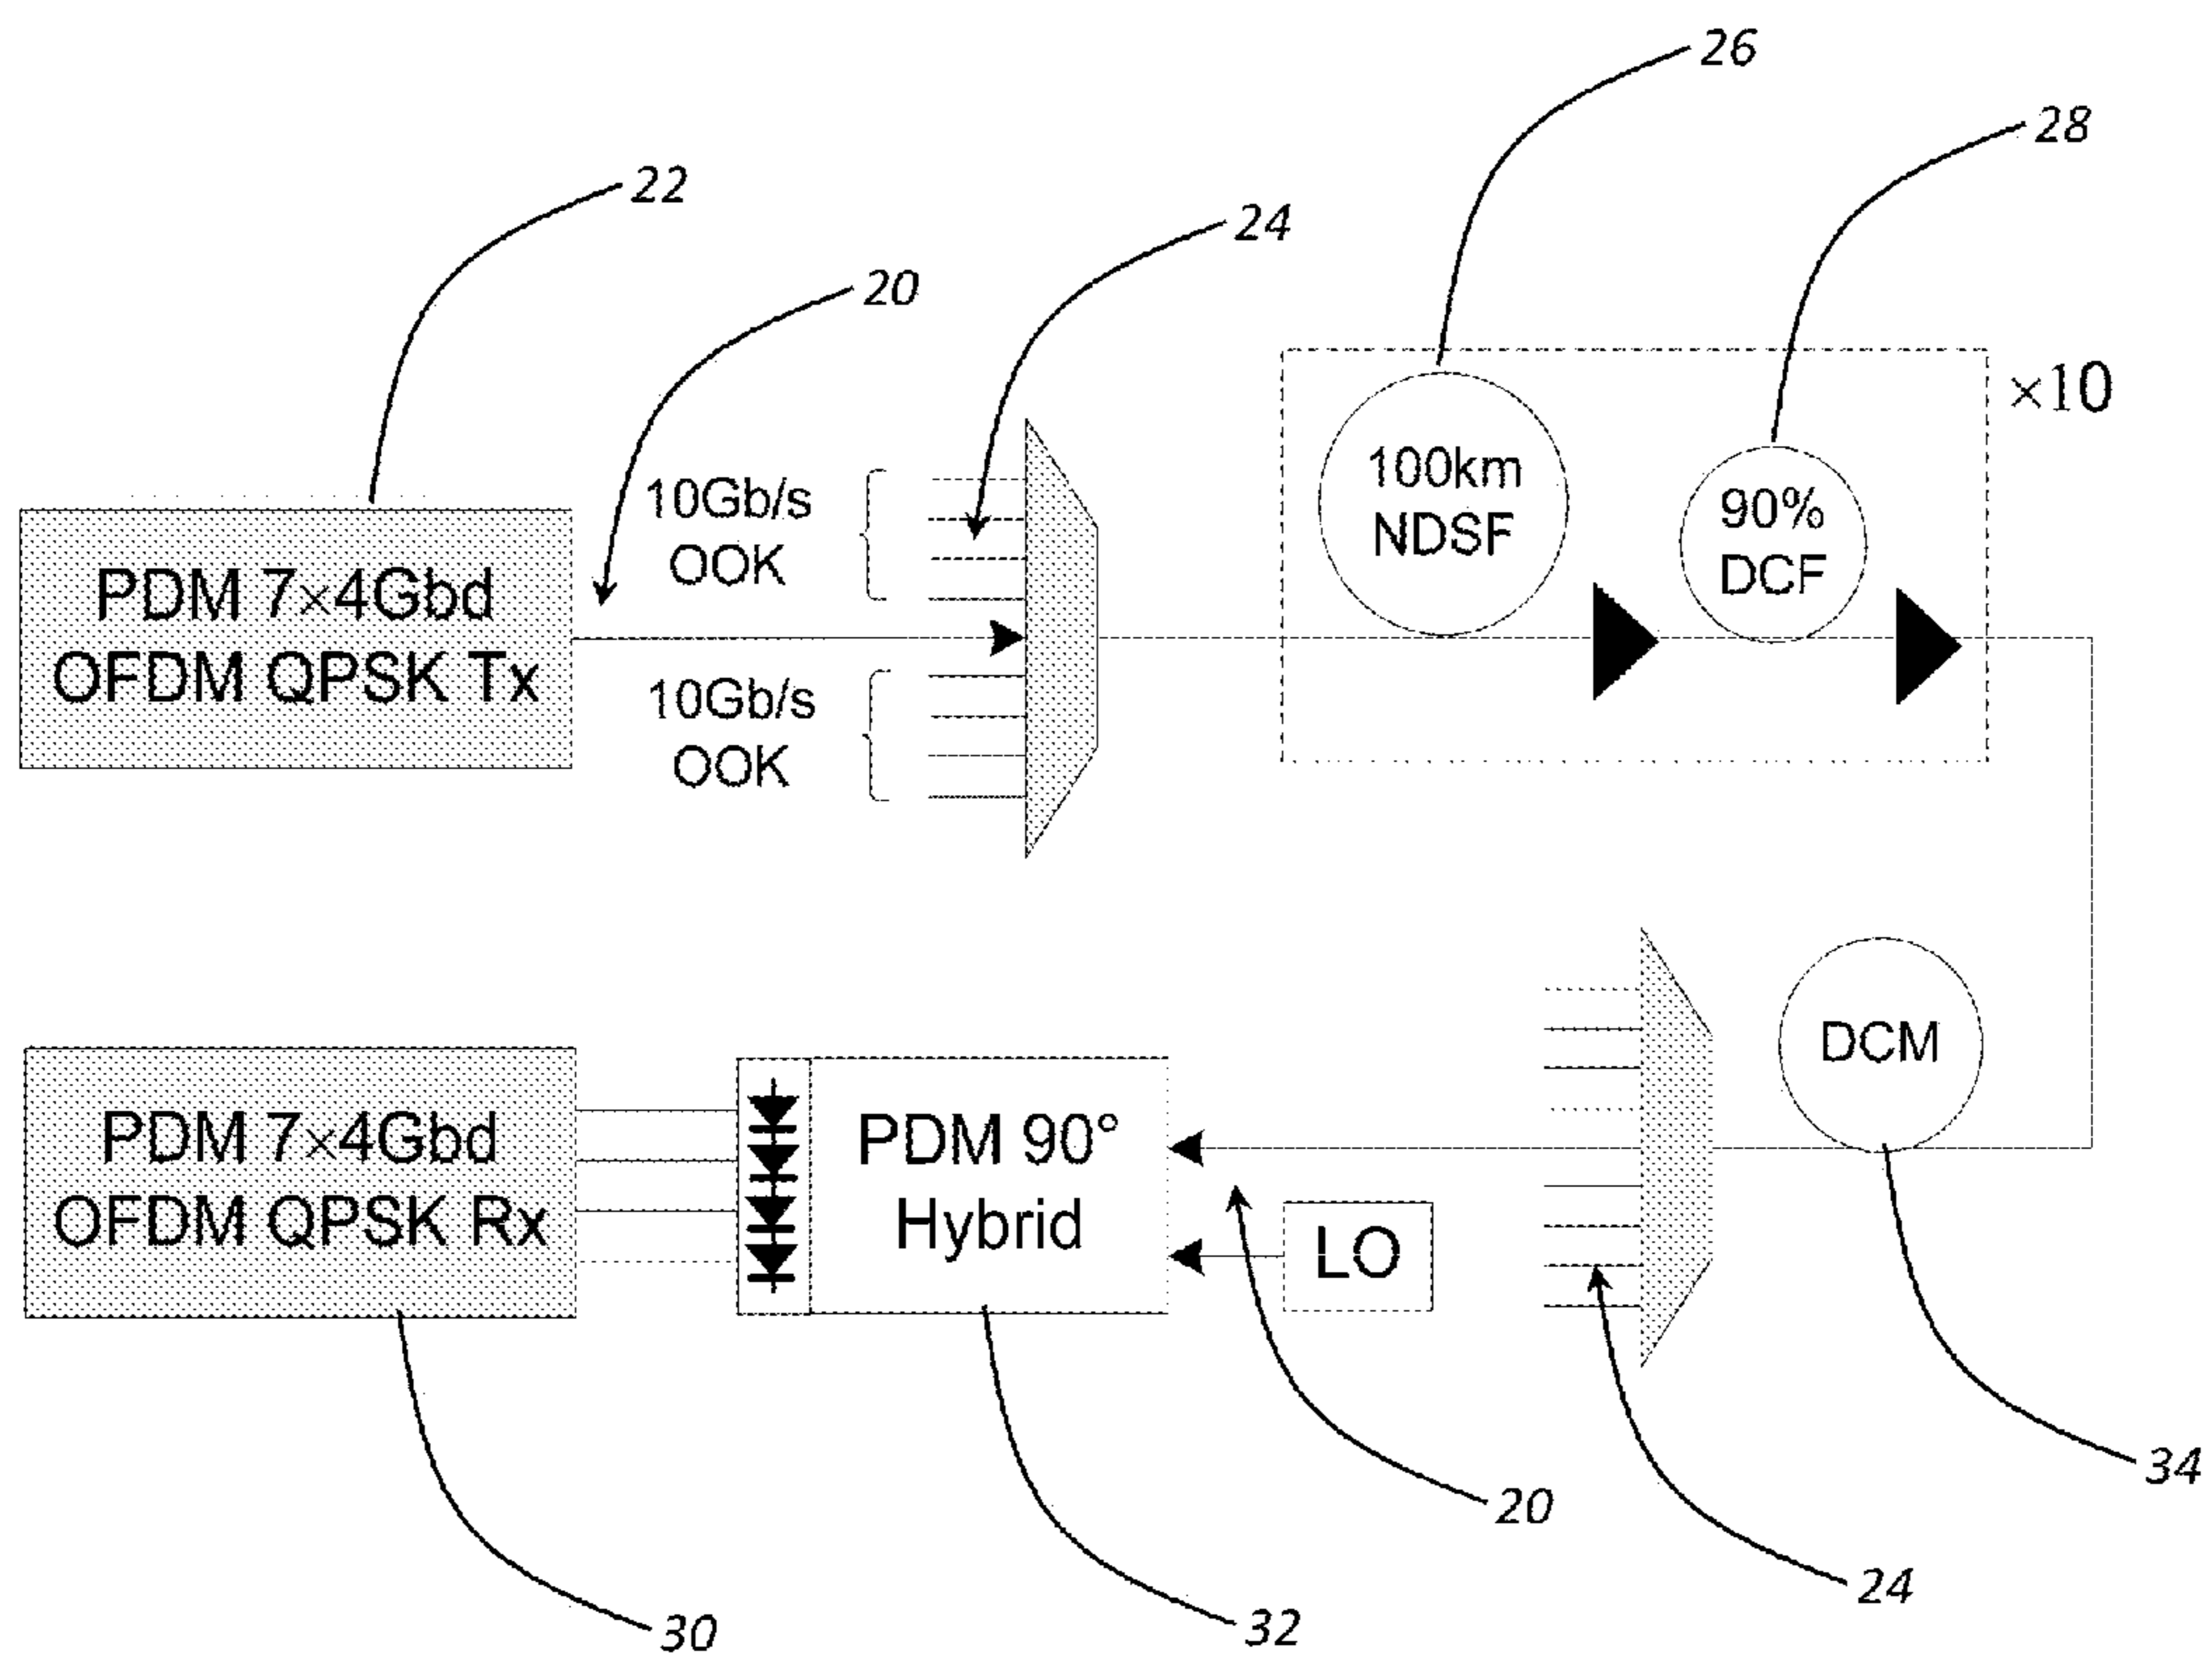 26
28
22
24
20
×10
10Gb/s
OOK
100km
NDSF
90%
DCF
PDM 7×4Gbd
OFDM QPSK Tx
10Gb/s
OOK
DCM
PDM 7×4Gbd
OFDM QPSK Rx
PDM 90°
Hybrid
LO
34
20
24
30
32